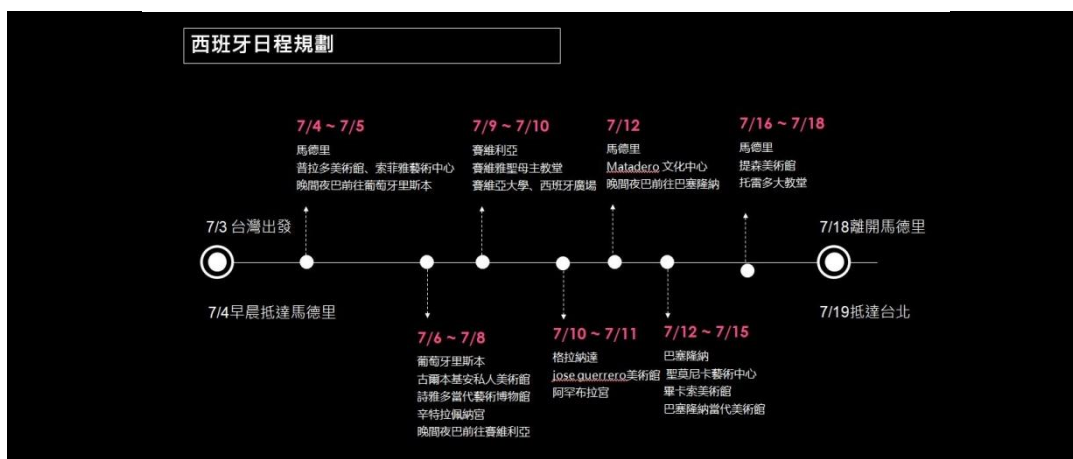 西班牙日程規劃
7/4 ~ 7/5
馬德里
普拉多美術館、索菲雅藝術中心
晚間夜巴前往葡萄牙里斯本
7/9 ~ 7/10
賽維利亞
賽維雅聖母主教堂
賽維亞大學、西班牙廣場
7/12
馬德里
Matadero 文化中心
晚間夜巴前往巴塞隆納
7/16 ~ 7/18
馬德里
提森美術館
托雷多大教堂
7/3 台灣出發
7/18離開馬德里
7/4早晨抵達馬德里
7/19抵達台北
7/6 ~ 7/8
葡萄牙里斯本
古爾本基安私人美術館
詩雅多當代藝術博物館
辛特拉佩納宮
晚間夜巴前往賽維利亞
7/10 ~ 7/11
格拉納達
jose guerrero美術館
阿罕布拉宮
7/12 ~ 7/15
巴塞隆納
聖莫尼卡藝術中心
畢卡索美術館
巴塞隆納當代美術館